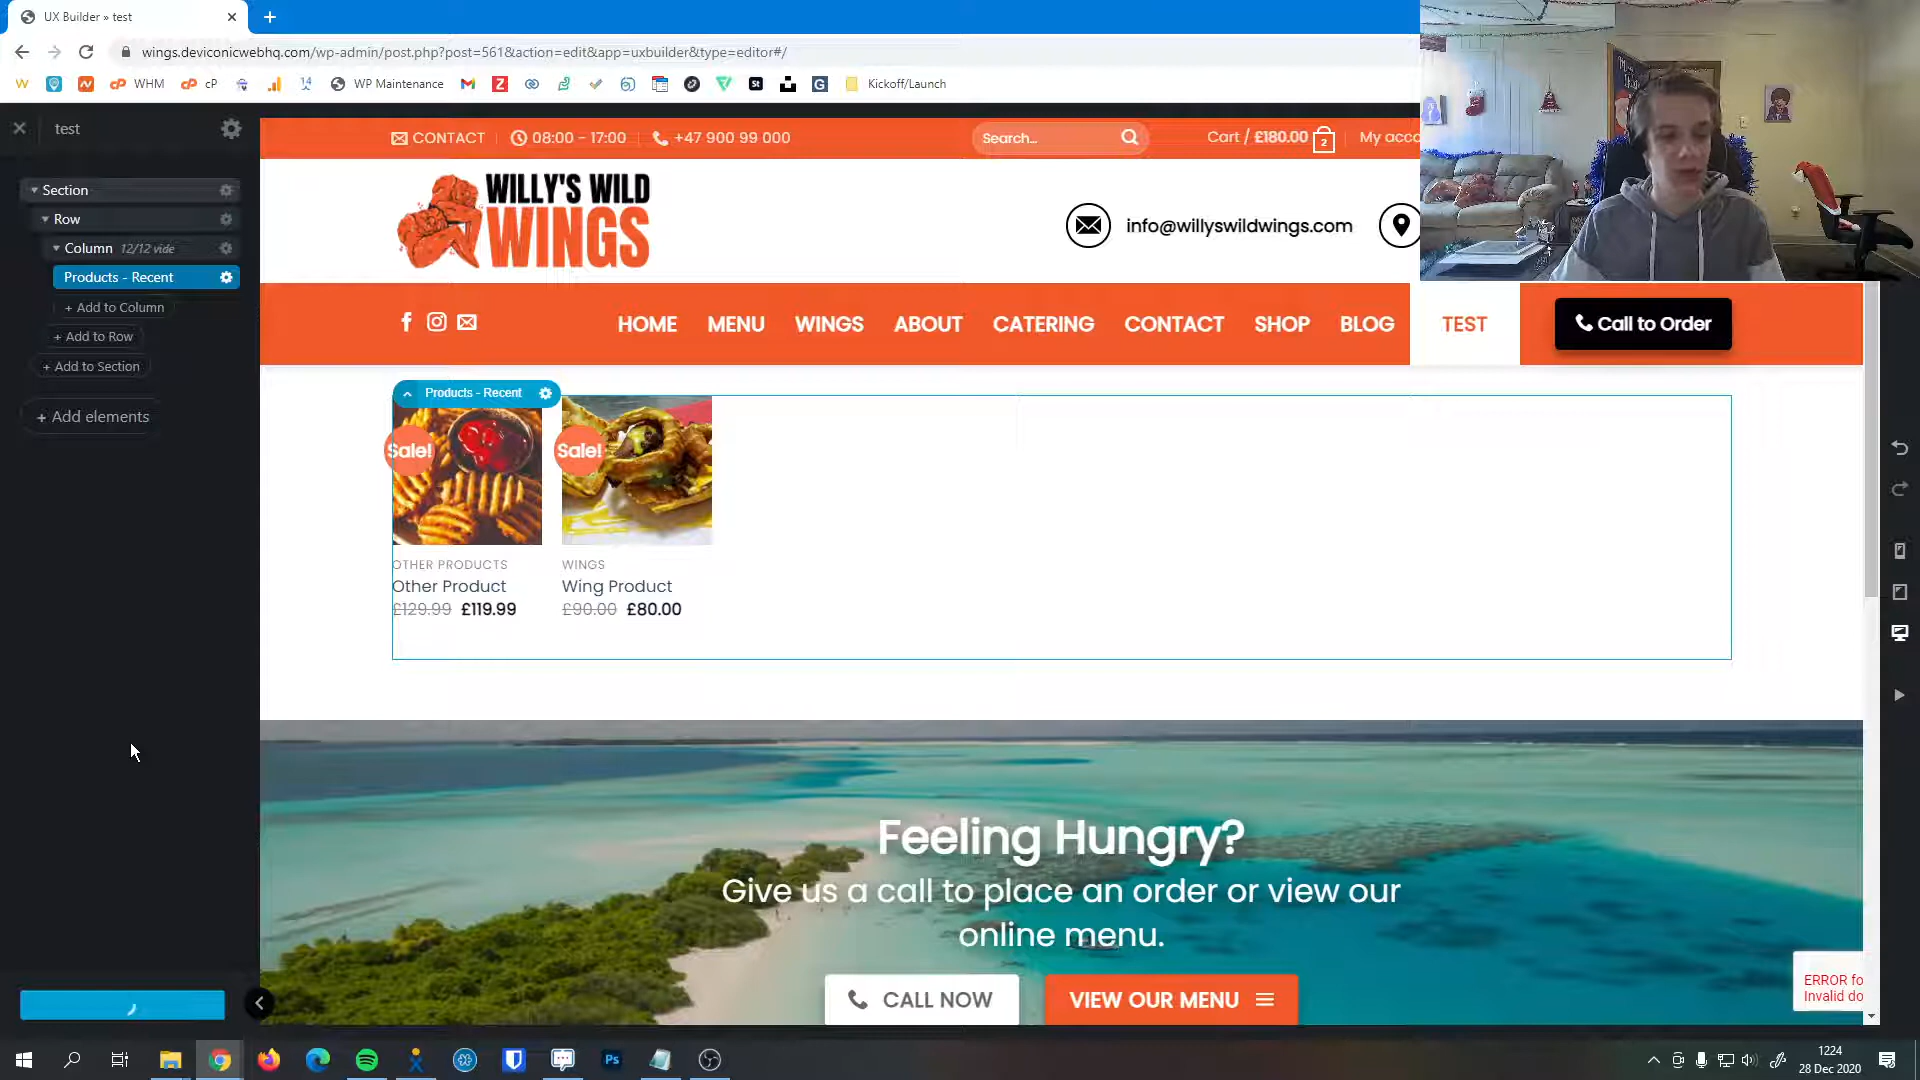 UX Builder » test
wings.deviconicwebhq.com/wp-admin/post.php?post=561&action=edit&app=uxbuilder&type=editor#/
WHM
cP
14
WP Maintenance
Kickoff/Launch
test
Section
Row
Column 12/12 vide
Products - Recent
+ Add to Column
+ Add to Row
+ Add to Section
+ Add elements
CONTACT
08:00 - 17:00
+47 900 99 000
Search...
Cart / £180.00
2
My acco
WILLY'S WILD
WINGS
info@willyswildwings.com
HOME
MENU
WINGS
ABOUT
CATERING
CONTACT
SHOP
BLOG
TEST
Call to Order
Products - Recent
Sale!
Sale!
OTHER PRODUCTS
Other Product
£129.99 £119.99
WINGS
Wing Product
£90.00 £80.00
Feeling Hungry?
Give us a call to place an order or view our
online menu.
CALL NOW
VIEW OUR MENU
ERROR fo
Invalid do
Ps
1224
28 Dec 2020